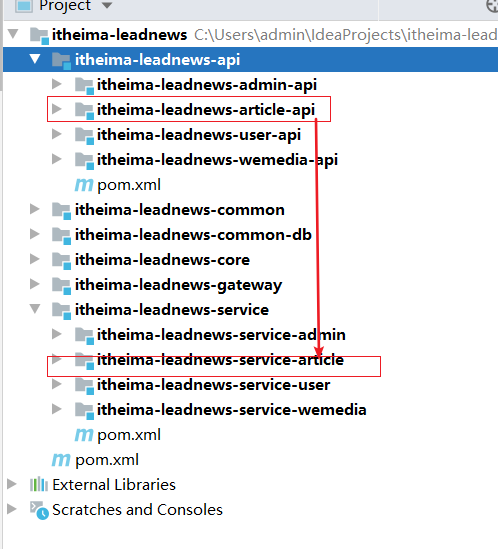 Project
itheima-leadnews C:\Users\admin\IdeaProjects\itheima-lead
itheima-leadnews-api
itheima-leadnews-admin-api
itheima-leadnews-article-api
itheima-leadnews-user-api
itheima-leadnews-wemedia-api
m pom.xml
itheima-leadnews-common
itheima-leadnews-common-db
itheima-leadnews-core
itheima-leadnews-gateway
itheima-leadnews-service
itheima-leadnews-service-admin
itheima-leadnews-service-article
itheima-leadnews-service-user
itheima-leadnews-service-wemedia
m pom.xml
m pom.xml
External Libraries
Scratches and Consoles